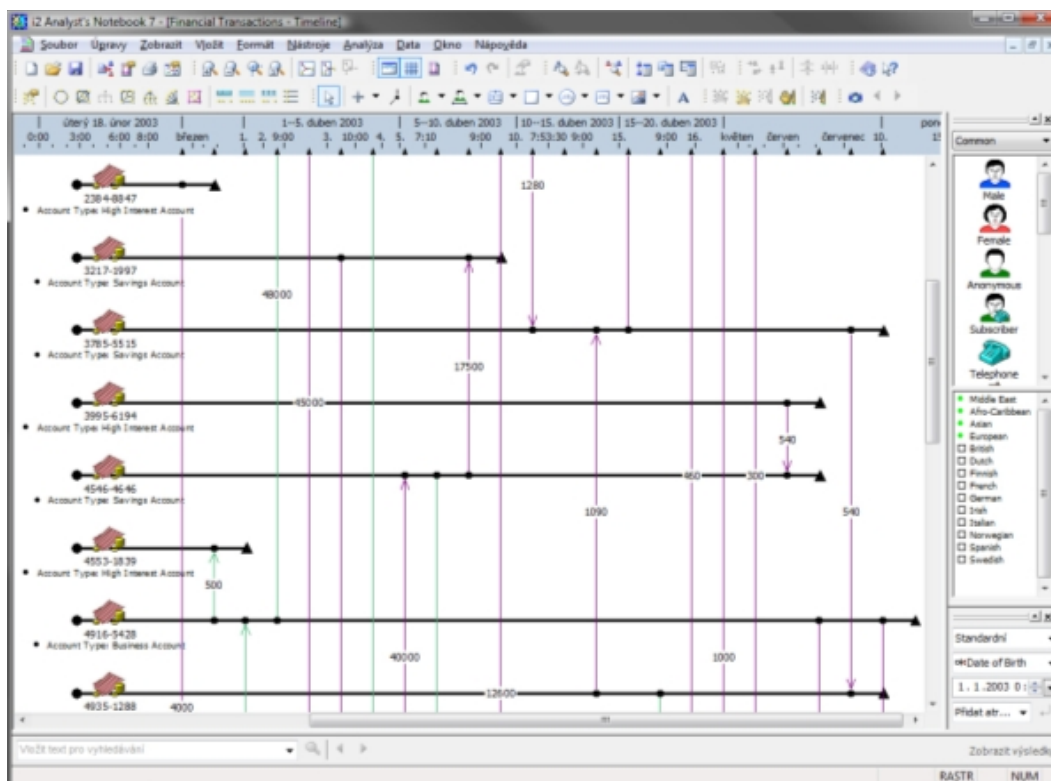 i2 Analyst's Notebook 7 - [Financial Transactions - Timeline]
Soubor Úpravy Zobrazit Vložit Formát Nástroje Analýza Data Okno Nápověda
úterý 18. únor 2003 1--5. duben 2003 5--10. duben 2003 10--15. duben 2003 15--20. duben 2003
0:00 3:00 6:00 8:00 březen 1. 2. 9:00 3. 10:00 4. 5. 7:10 9:00 10. 7:53:30 9:00 15. 9:00 16. květen červen červenec 10.
Common
Male
Female
Anonymous
Subscriber
Telephone
1280
2384-8847
Account Type: High Interest Account
3217-1997
Account Type: Savings Account
48000
3785-5515
Account Type: Savings Account
17500
45000
3995-6194
Account Type: High Interest Account
540
4546-4646
Account Type: Savings Account
460
300
1090
540
4553-1839
Account Type: High Interest Account
500
4916-5428
Account Type: Business Account
40000
1000
12600
4935-1288
4000
Middle East
Afro-Caribbean
Asian
European
British
Dutch
Finnish
French
German
Irish
Italian
Norwegian
Spanish
Swedish
Standardní
Date of Birth
1. 1.2003 0:
Přidat atr...
Vložit text pro vyhledávání
Zobrazit výsledk
RASTR NUM